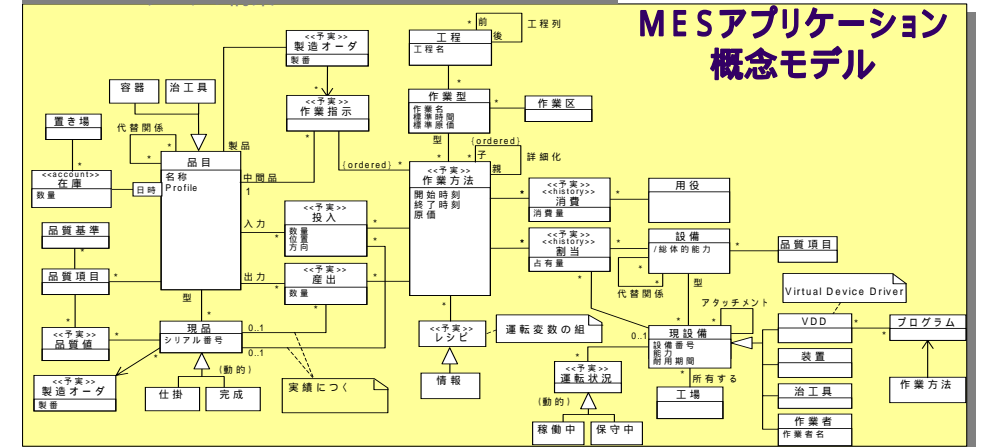 MESアプリケーション
概念モデル
<<予実>>
製造オーダ
製番
工程
工程名
*
前
後
工程列
*
容器
治工具
<<予実>>
作業指示
*
*
作業型
作業名
標準時間
標準原価
*
作業区
置き場
代替関係
*
*
製品
型
{ordered}
子
親
詳細化
*
*
品目
名称
Profile
中間品
1
*
{ordered}
*
<<予実>>
作業方法
開始時刻
終了時刻
原価
<<account>>
在庫
数量
*
日時
*
<<予実>>
<<history>>
消費
消費量
用役
品質基準
入力
<<予実>>
投入
数量
位置
方向
*
*
*
<<予実>>
<<history>>
割当
占有量
*
設備
/総体的能力
*
品質項目
*
代替関係
*
品質項目
*
出力
<<予実>>
産出
数量
*
*
型
Virtual Device Driver
型
*
現品
シリアル番号
0..1
0..1
*
<<予実>>
品質値
*
*
*
<<予実>>
レシピ
運転変数の組
アタッチメント
*
0..1
現設備
設備番号
能力
耐用期間
VDD
*
*
プログラム
装置
(動的)
情報
<<予実>>
運転状況
*
*
所有する
工場
治工具
作業方法
<<予実>>
製造オーダ
製番
*
仕掛
完成
実績につく
(動的)
稼働中
保守中
作業者
作業者名